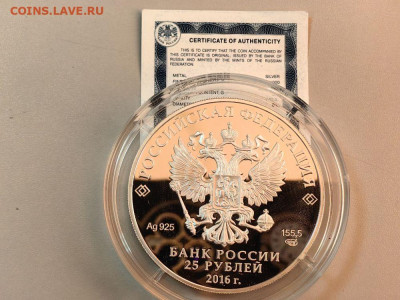 COINS.LAVE.RU
CERTIFICATE OF AUTHENTICITY
THIS IS TO CERTIFY THAT THE COIN ACCOMPANIED BY
THIS CERTIFICATE IS ORIGINAL, ISSUED BY THE BANK OF
RUSSIA AND MINTED BY THE MINTS OF THE RUSSIAN
FEDERATION
METAL SILVER
РОССИЙСКАЯ ФЕДЕРАЦИЯ
Ag 925
155,5
БАНК РОССИИ
25 РУБЛЕЙ
2016 г.